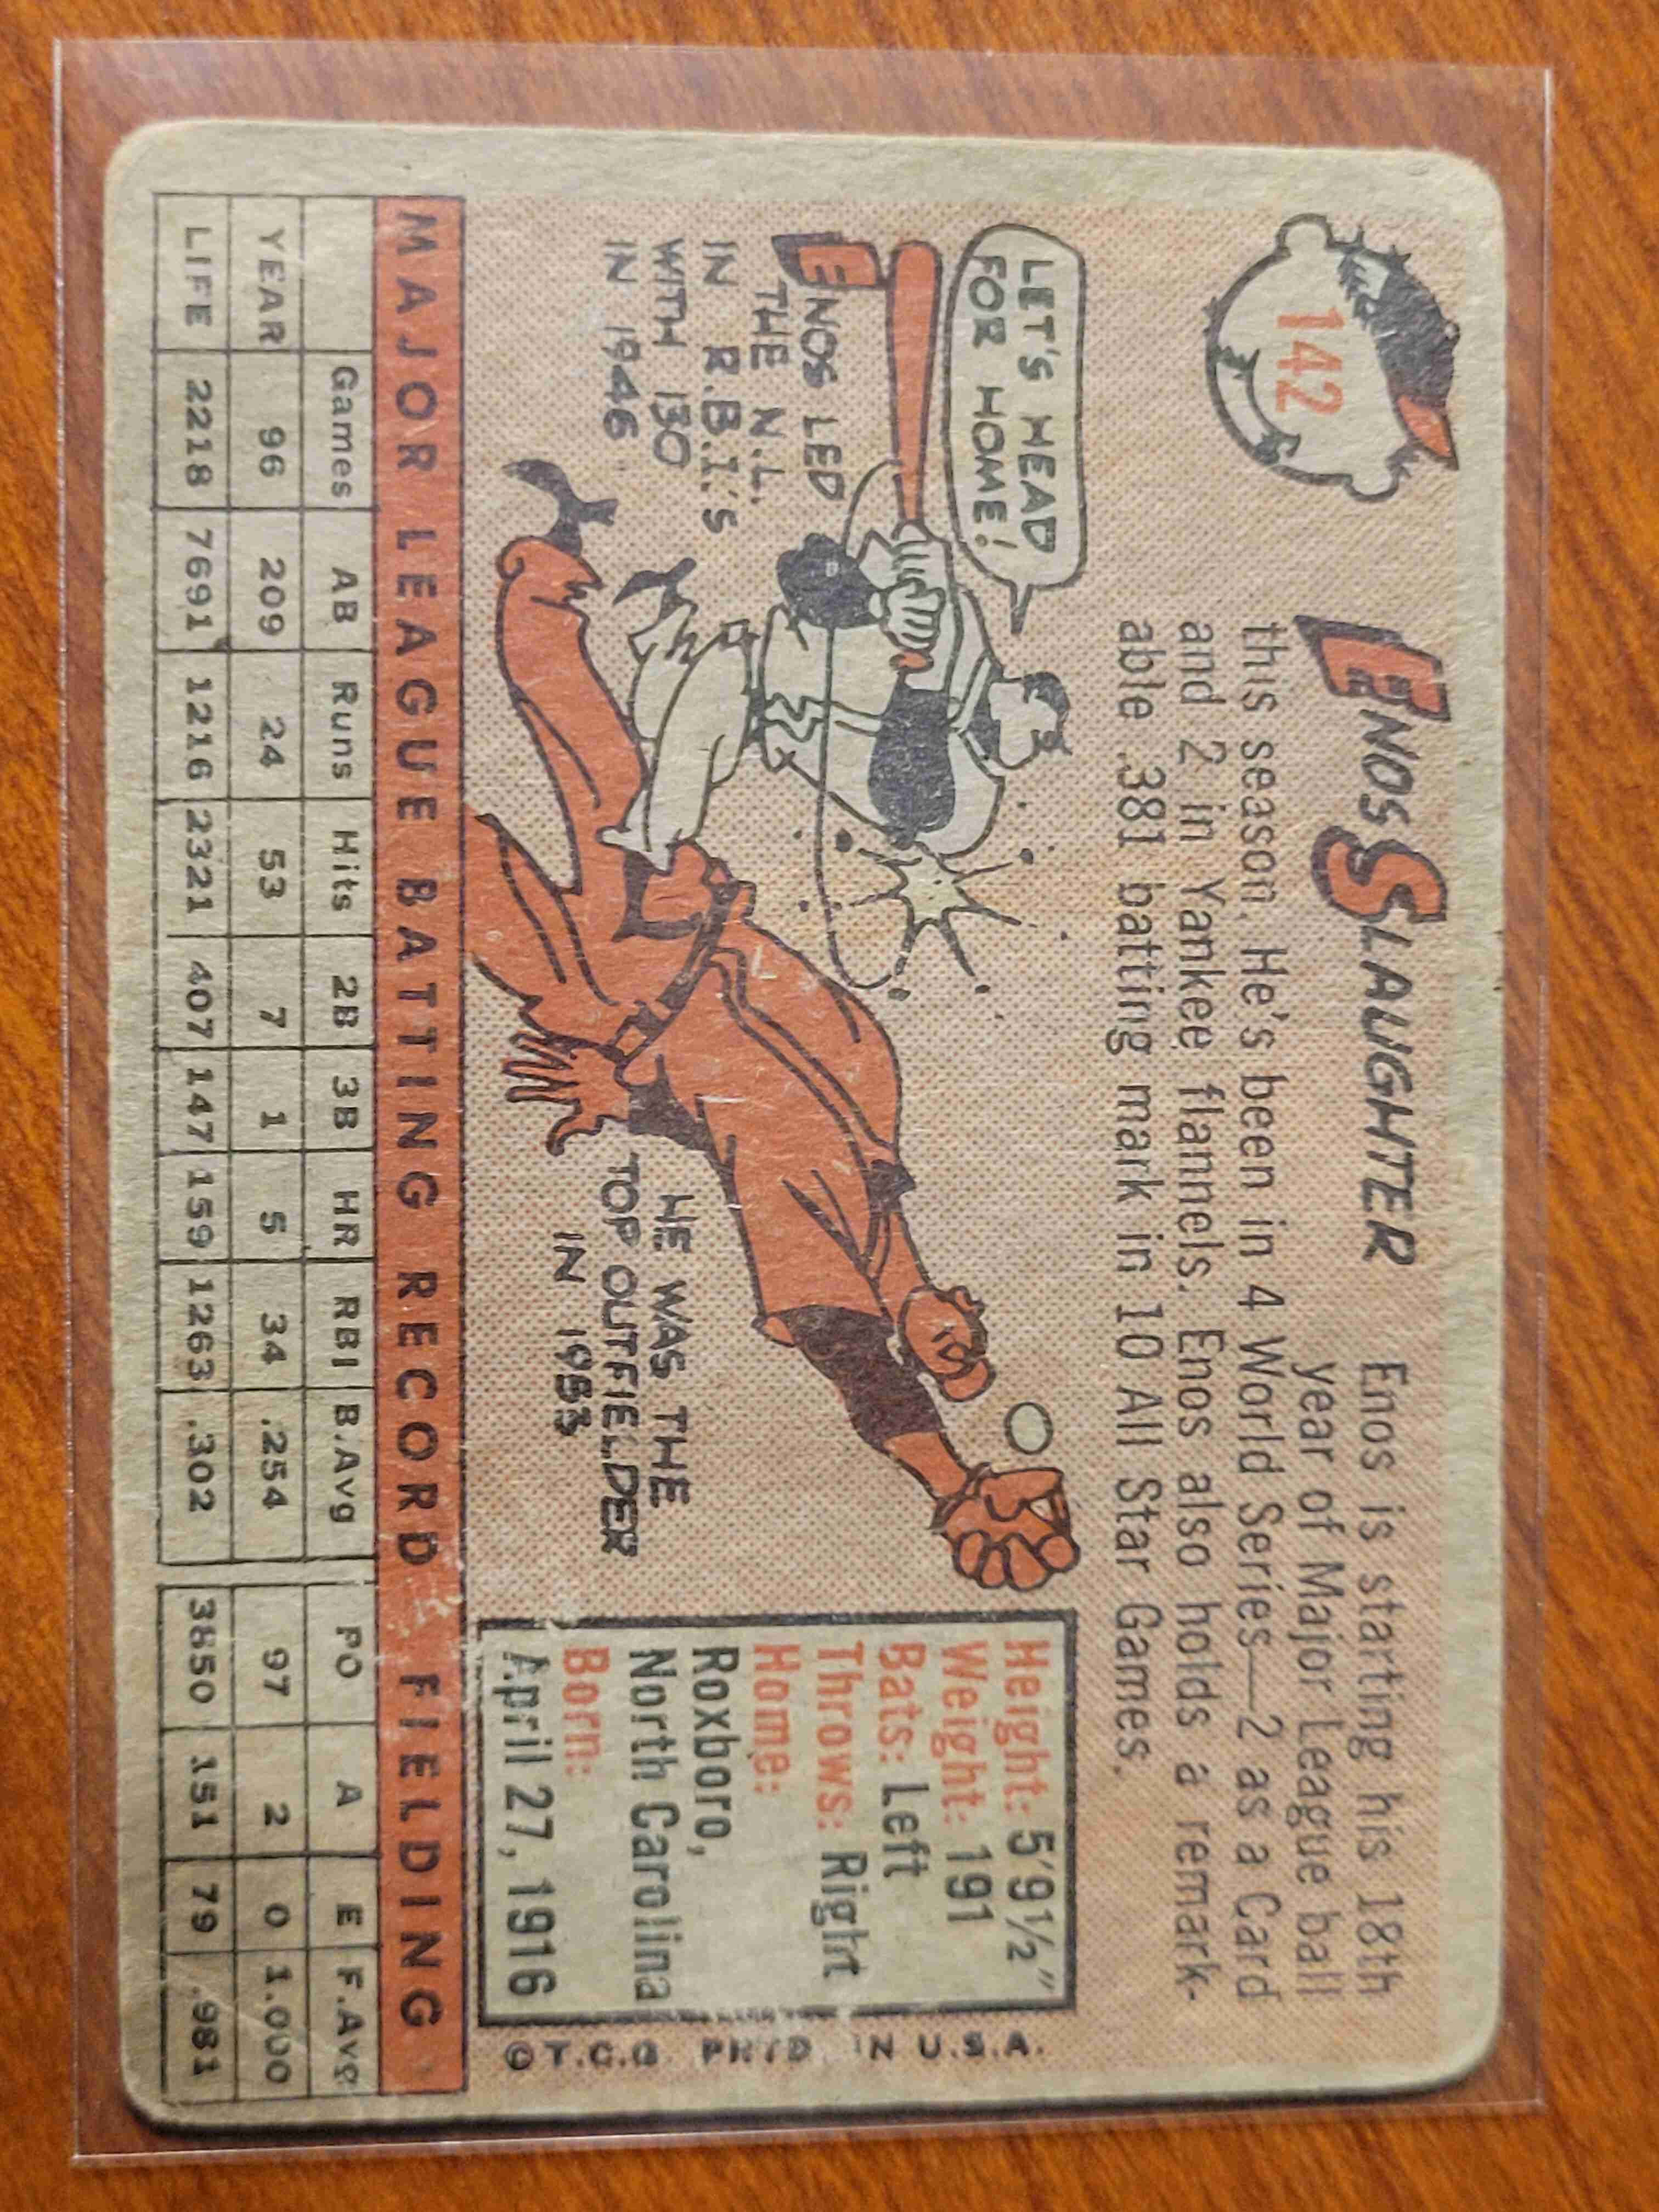 142
ENOS SLAUGHTER
Enos is starting his 18th
year of Major League ball
this season. He's been in 4 World Series—2 as a Card
and 2 in Yankee flannels. Enos also holds a remark-
able .381 batting mark in 10 All Star Games.
LET'S HEAD
FOR HOME!
ENOS LED
THE N.L.
IN R.B.I.'S
WITH 130
IN 1946
HE WAS THE
TOP OUTFIELDER
IN 1953
Height: 5'9½"
Weight: 191
Bats: Left
Throws: Right
Home:
Roxboro,
North Carolina
Born:
April 27, 1916
© T.C.G. PRTD. IN U.S.A.
MAJOR LEAGUE BATTING RECORD FIELDING
Games AB Runs Hits 2B 3B HR RBI B.Avg PO A E F.Avg
YEAR 96 209 24 53 7 1 5 34 .254 97 2 0 1.000
LIFE 2218 7691 1216 2321 407 147 159 1263 .302 3850 151 79 .981